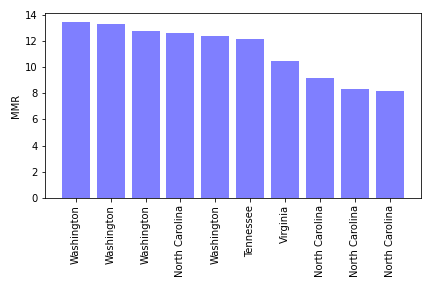 14
12
10
8
6
4
2
0
MMR
Washington
Washington
Washington
North Carolina
Washington
Tennessee
Virginia
North Carolina
North Carolina
North Carolina